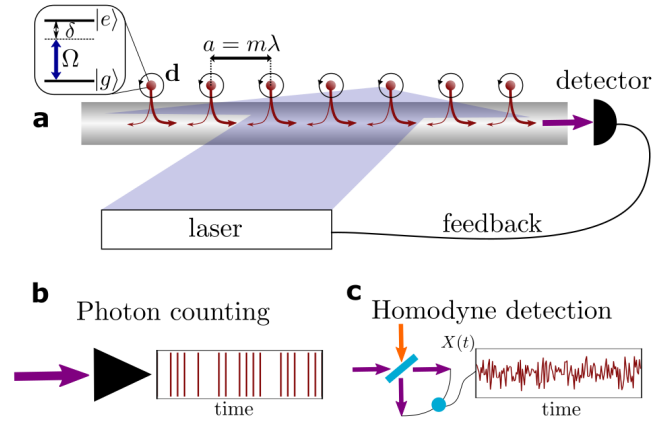 |e⟩
δ
Ω
|g⟩
d
a = mλ
detector
a
laser
feedback
b
Photon counting
time
c
Homodyne detection
X(t)
time